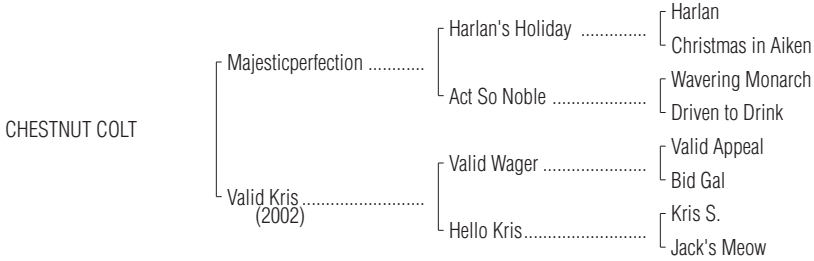 CHESTNUT COLT
Majesticperfection ............
Valid Kris ..........................
(2002)
Harlan's Holiday ..............
Act So Noble ....................
Valid Wager ......................
Hello Kris..........................
Harlan
Christmas in Aiken
Wavering Monarch
Driven to Drink
Valid Appeal
Bid Gal
Kris S.
Jack's Meow